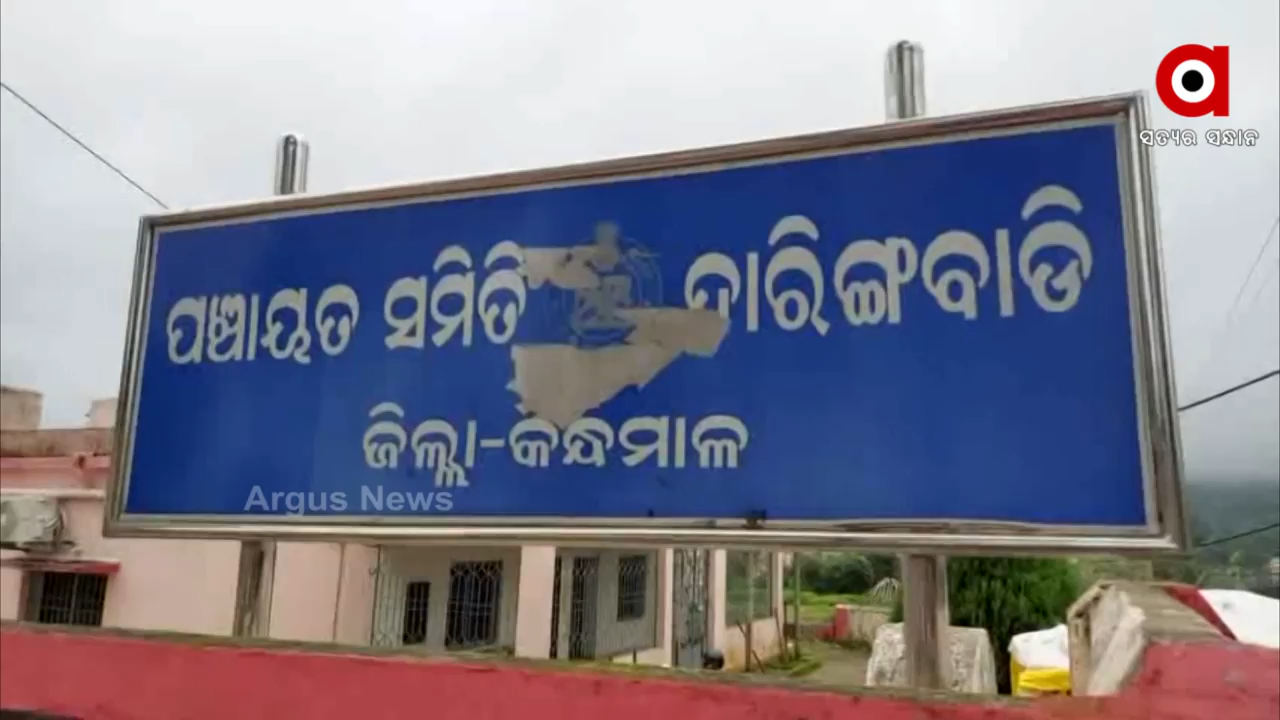 ସତ୍ୟର ସନ୍ଧାନ
ପଞ୍ଚାୟତ ସମିତି ଦାରିଙ୍ଗବାଡି
ଜିଲ୍ଲା-କନ୍ଧମାଳ
Argus News